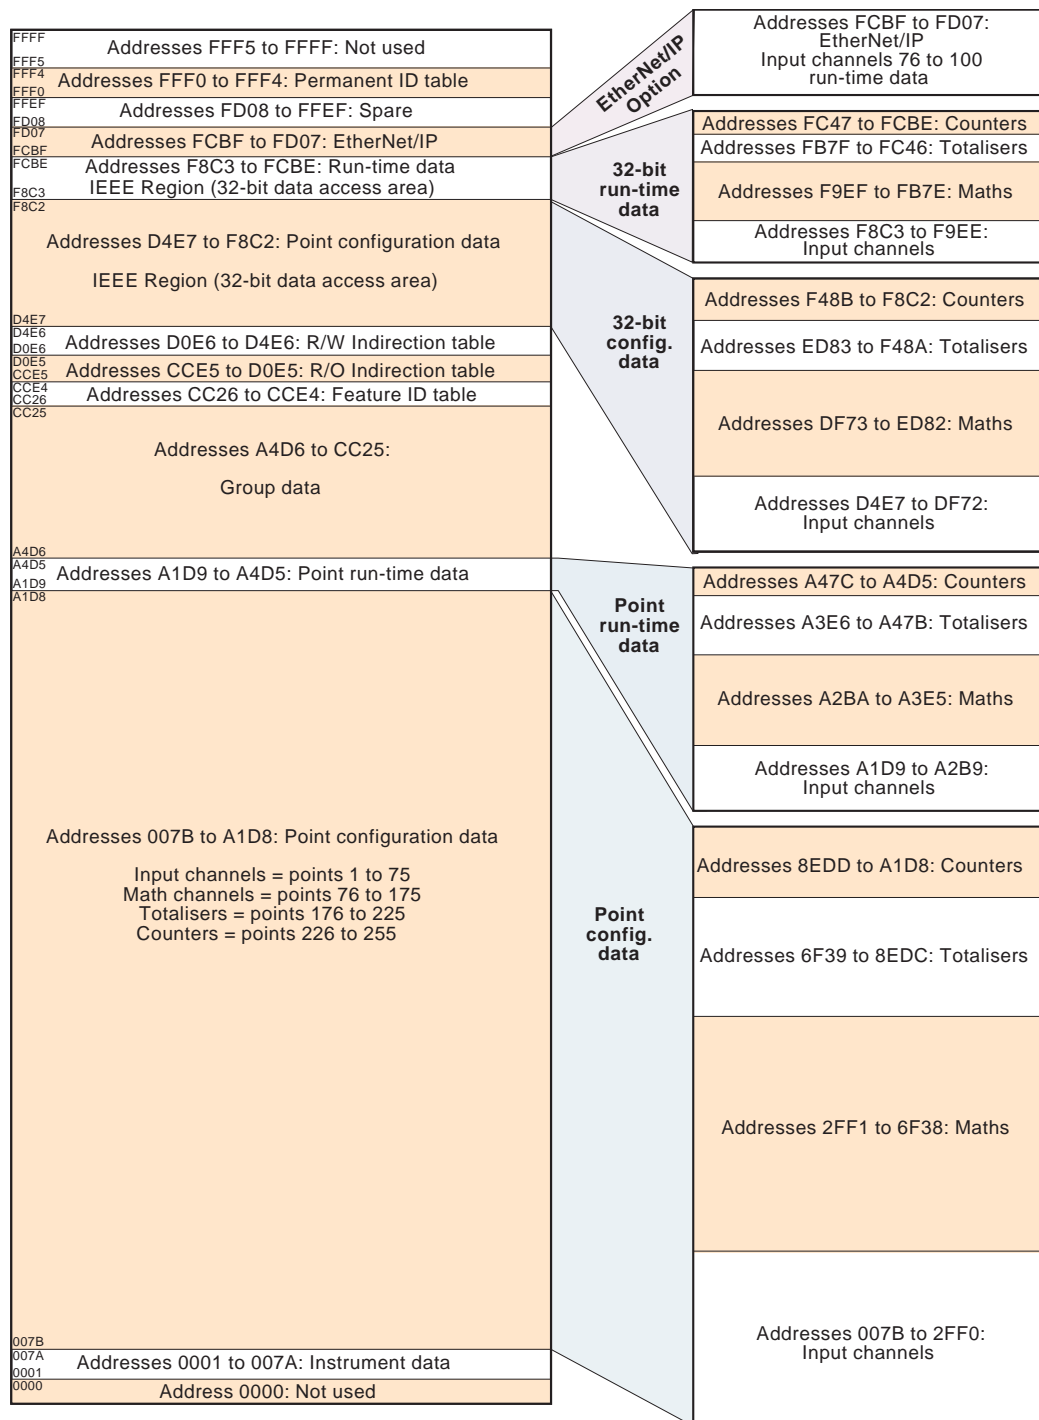 FFFF
Addresses FFF5 to FFFF: Not used
FFF5
FFF4
Addresses FFF0 to FFF4: Permanent ID table
FFF0
FFEF
Addresses FD08 to FFEF: Spare
FD08
FD07
Addresses FCBF to FD07: EtherNet/IP
FCBF
FCBE
Addresses F8C3 to FCBE: Run-time data
IEEE Region (32-bit data access area)
F8C3
F8C2
Addresses D4E7 to F8C2: Point configuration data
IEEE Region (32-bit data access area)
D4E7
D4E6
Addresses D0E6 to D4E6: R/W Indirection table
D0E6
D0E5
Addresses CCE5 to D0E5: R/O Indirection table
CCE5
CCE4
Addresses CC26 to CCE4: Feature ID table
CC26
CC25
Addresses A4D6 to CC25:
Group data
A4D6
A4D5
Addresses A1D9 to A4D5: Point run-time data
A1D9
A1D8
Addresses 007B to A1D8: Point configuration data
Input channels = points 1 to 75
Math channels = points 76 to 175
Totalisers = points 176 to 225
Counters = points 226 to 255
007B
007A
Addresses 0001 to 007A: Instrument data
0001
0000
Address 0000: Not used
EtherNet/IP
Option
Addresses FCBF to FD07:
EtherNet/IP
Input channels 76 to 100
run-time data
32-bit
run-time
data
Addresses FC47 to FCBE: Counters
Addresses FB7F to FC46: Totalisers
Addresses F9EF to FB7E: Maths
Addresses F8C3 to F9EE:
Input channels
32-bit
config.
data
Addresses F48B to F8C2: Counters
Addresses ED83 to F48A: Totalisers
Addresses DF73 to ED82: Maths
Addresses D4E7 to DF72:
Input channels
Point
run-time
data
Addresses A47C to A4D5: Counters
Addresses A3E6 to A47B: Totalisers
Addresses A2BA to A3E5: Maths
Addresses A1D9 to A2B9:
Input channels
Point
config.
data
Addresses 8EDD to A1D8: Counters
Addresses 6F39 to 8EDC: Totalisers
Addresses 2FF1 to 6F38: Maths
Addresses 007B to 2FF0:
Input channels